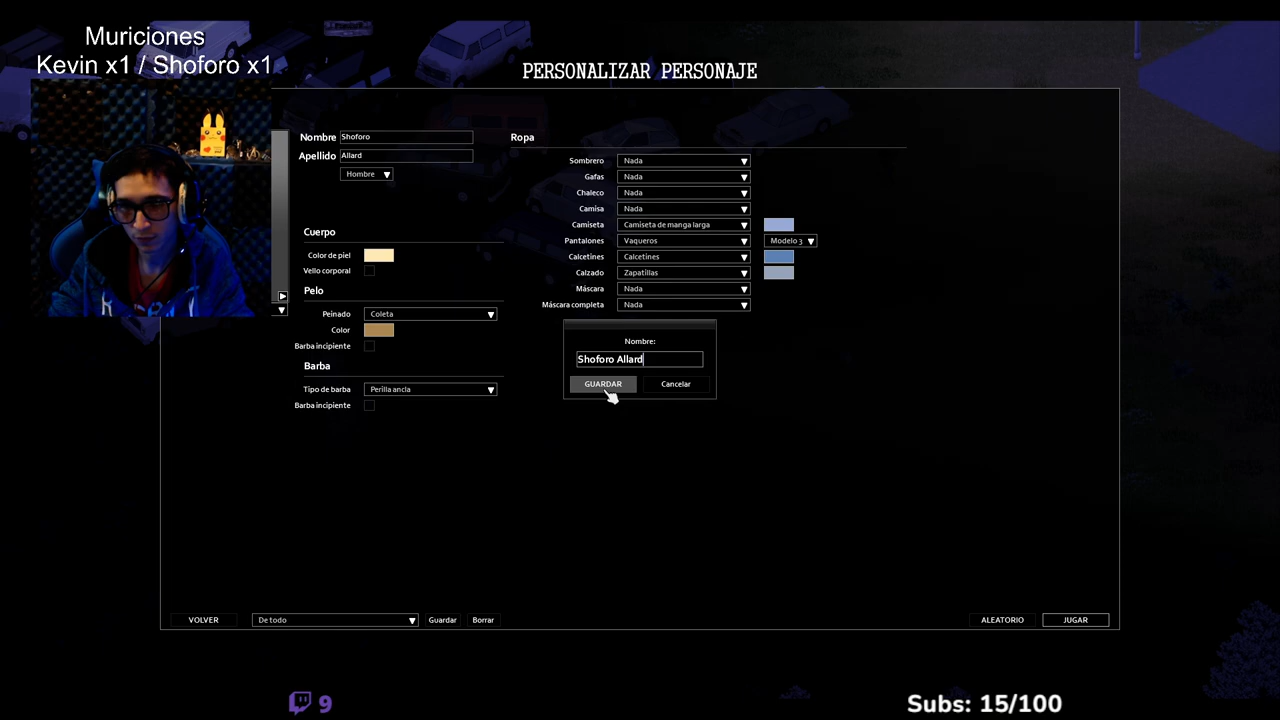 Muriciones
Kevin x1 / Shoforo x1
PERSONALIZAR PERSONAJE
Nombre Shoforo
Apellido Allard
Hombre
Cuerpo
Color de piel
Vello corporal
Pelo
Peinado Coleta
Color
Barba incipiente
Barba
Tipo de barba Perilla ancla
Barba incipiente
Ropa
Sombrero Nada
Gafas Nada
Chaleco Nada
Camisa Nada
Camiseta Camiseta de manga larga
Pantalones Vaqueros Modelo 3
Calcetines Calcetines
Calzado Zapatillas
Máscara Nada
Máscara completa Nada
Nombre:
Shoforo Allard
GUARDAR Cancelar
VOLVER De todo Guardar Borrar ALEATORIO JUGAR
9
Subs: 15/100